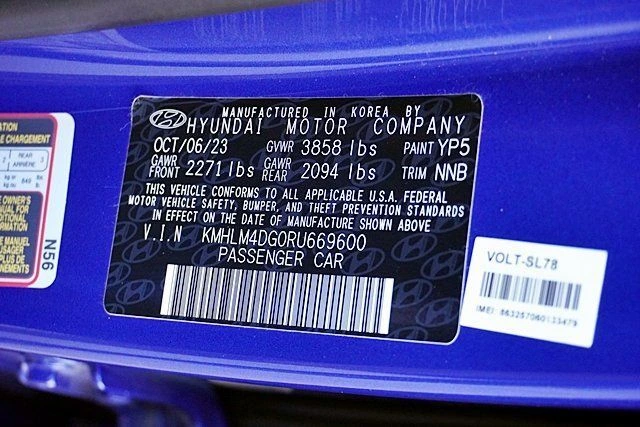 MANUFACTURED IN KOREA BY
HYUNDAI MOTOR COMPANY
OCT/06/23 GVWR 3858 lbs PAINT YP5
GAWR FRONT 2271 lbs GAWR REAR 2094 lbs TRIM NNB
THIS VEHICLE CONFORMS TO ALL APPLICABLE U.S.A. FEDERAL
MOTOR VEHICLE SAFETY, BUMPER, AND THEFT PREVENTION STANDARDS
IN EFFECT ON THE DATE OF MANUFACTURE SHOWN ABOVE
V.I.N KMHLM4DG0RU669600
PASSENGER CAR
VOLT-SL78
N56
REAR
ARRIÈRE